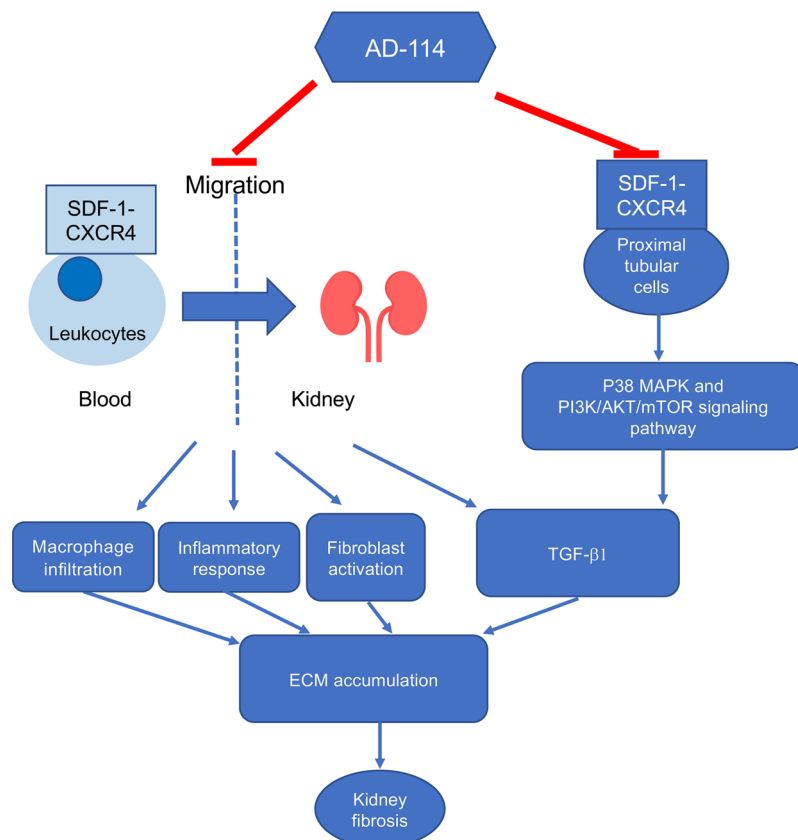 AD-114
Migration
SDF-1-
CXCR4
Leukocytes
Blood
Kidney
SDF-1-
CXCR4
Proximal
tubular
cells
P38 MAPK and
PI3K/AKT/mTOR signaling
pathway
Macrophage
infiltration
Inflammatory
response
Fibroblast
activation
TGF-β1
ECM accumulation
Kidney
fibrosis